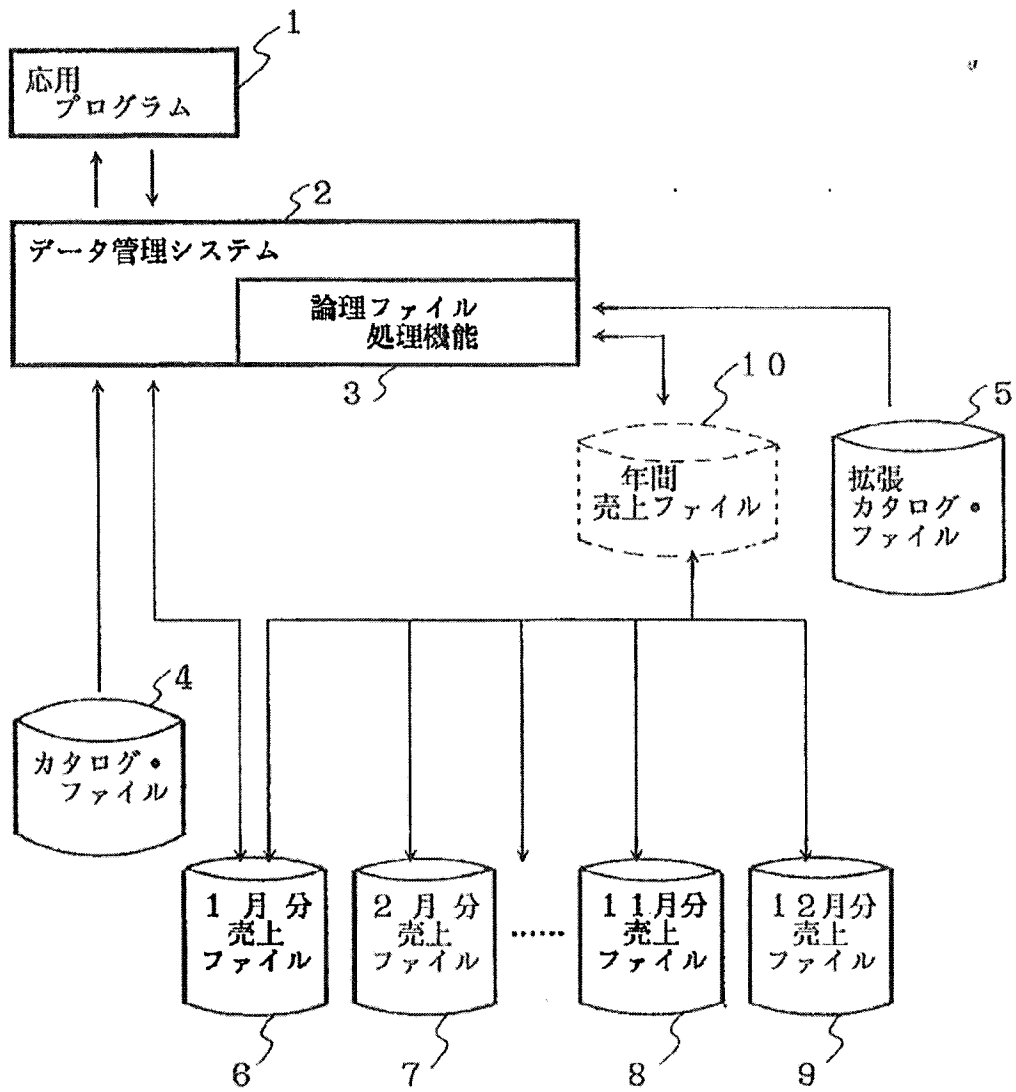 1
応用
プログラム
2
データ管理システム
論理ファイル
処理機能
3
10
年間
売上ファイル
5
拡張
カタログ・
ファイル
4
カタログ・
ファイル
1月分
売上
ファイル
2月分
売上
ファイル
……
11月分
売上
ファイル
12月分
売上
ファイル
6
7
8
9